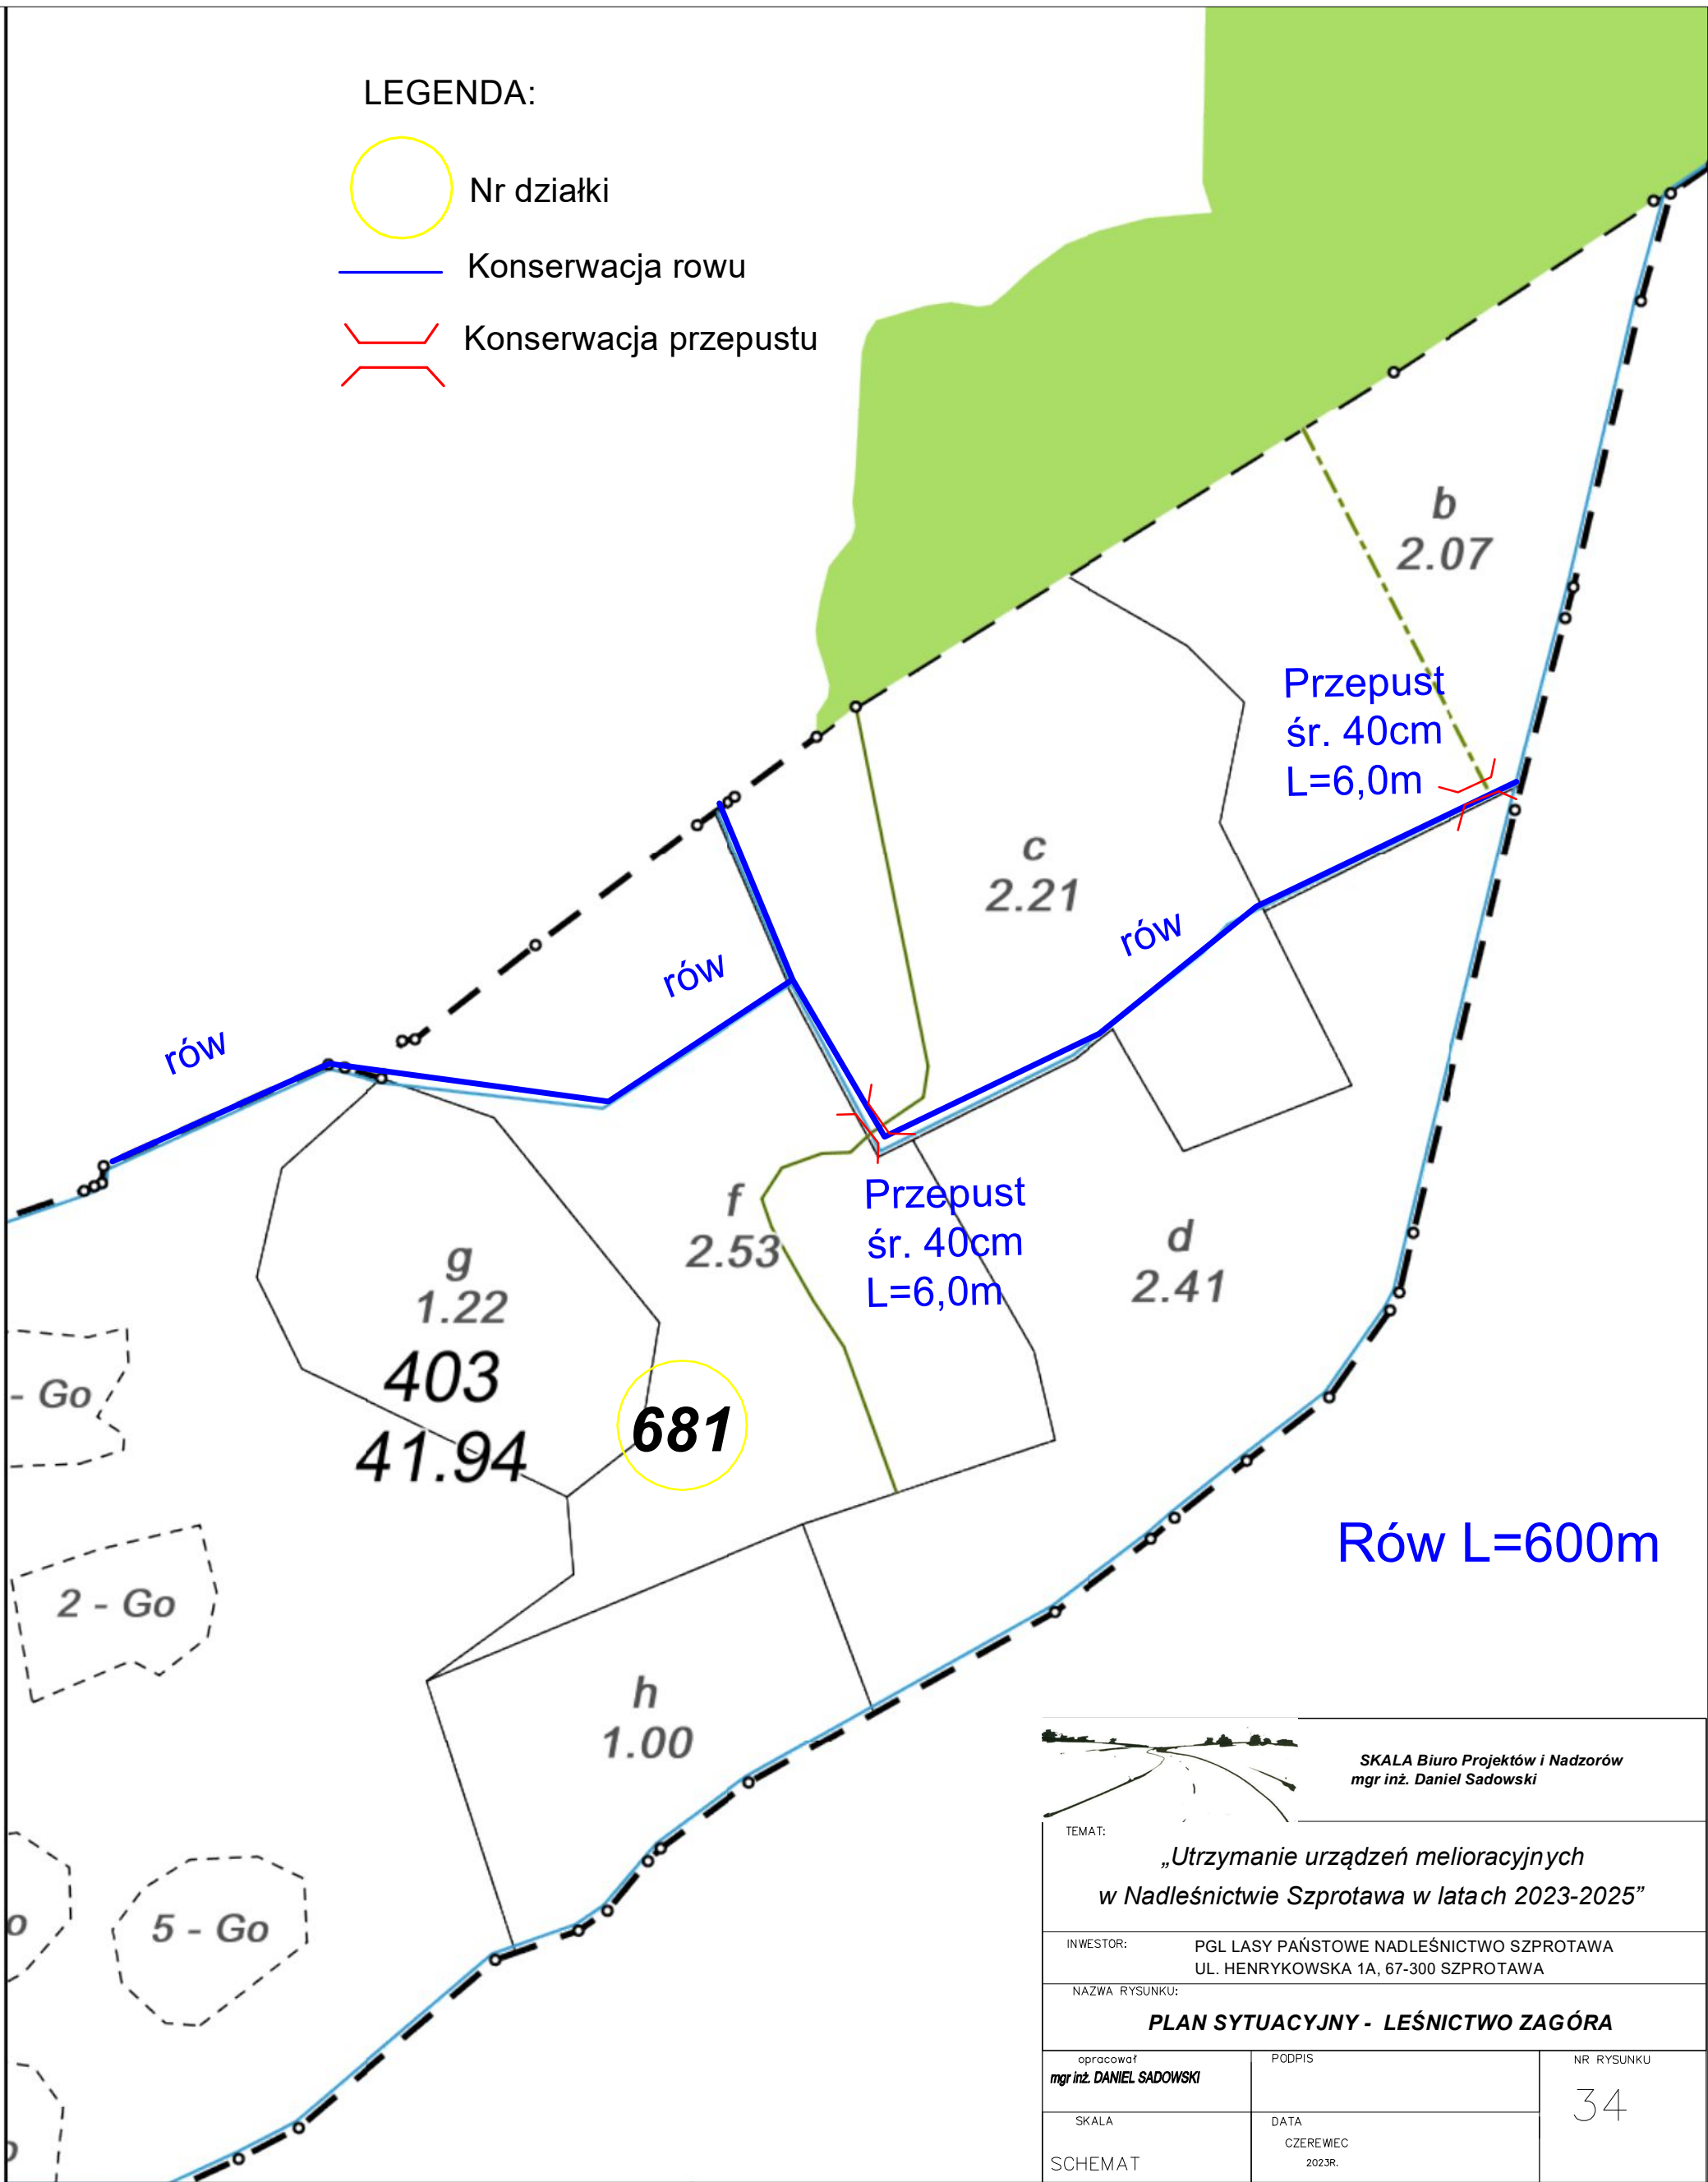 LEGENDA:
Nr działki
Konserwacja rowu
Konserwacja przepustu
b
2.07
Przepust
śr. 40cm
L=6,0m
c
2.21
rów
rów
rów
f
2.53
Przepust
śr. 40cm
L=6,0m
d
2.41
g
1.22
403
41.94
681
- Go
2 - Go
Rów L=600m
h
1.00
5 - Go
o
SKALA Biuro Projektów i Nadzorów
mgr inż. Daniel Sadowski
TEMAT:
„Utrzymanie urządzeń melioracyjnych
w Nadleśnictwie Szprotawa w latach 2023-2025”
INWESTOR:
PGL LASY PAŃSTOWE NADLEŚNICTWO SZPROTAWA
UL. HENRYKOWSKA 1A, 67-300 SZPROTAWA
NAZWA RYSUNKU:
PLAN SYTUACYJNY - LEŚNICTWO ZAGÓRA
opracował
mgr inż. DANIEL SADOWSKI
PODPIS
NR RYSUNKU
34
SKALA
SCHEMAT
DATA
CZEREWIEC
2023R.